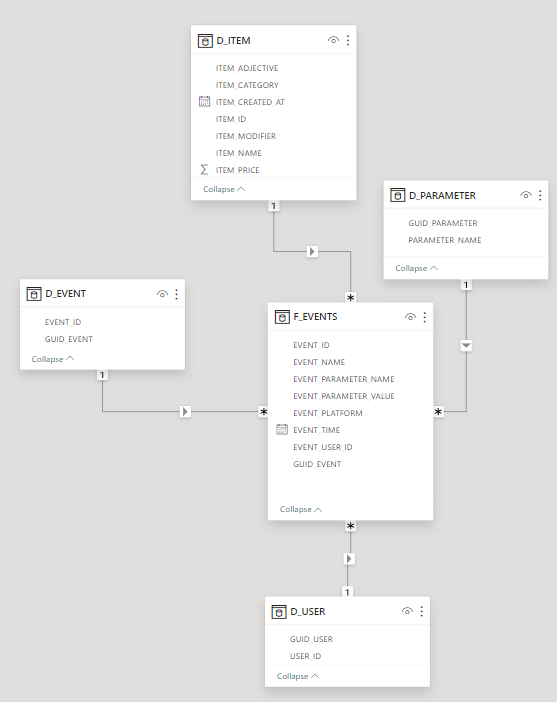 D_ITEM
ITEM_ADJECTIVE
ITEM_CATEGORY
ITEM_CREATED_AT
ITEM_ID
ITEM_MODIFIER
ITEM_NAME
ITEM_PRICE
Collapse
1
*
D_PARAMETER
GUID_PARAMETER
PARAMETER_NAME
Collapse
1
*
D_EVENT
EVENT_ID
GUID_EVENT
Collapse
1
*
F_EVENTS
EVENT_ID
EVENT_NAME
EVENT_PARAMETER_NAME
EVENT_PARAMETER_VALUE
EVENT_PLATFORM
EVENT_TIME
EVENT_USER_ID
GUID_EVENT
Collapse
*
1
D_USER
GUID_USER
USER_ID
Collapse